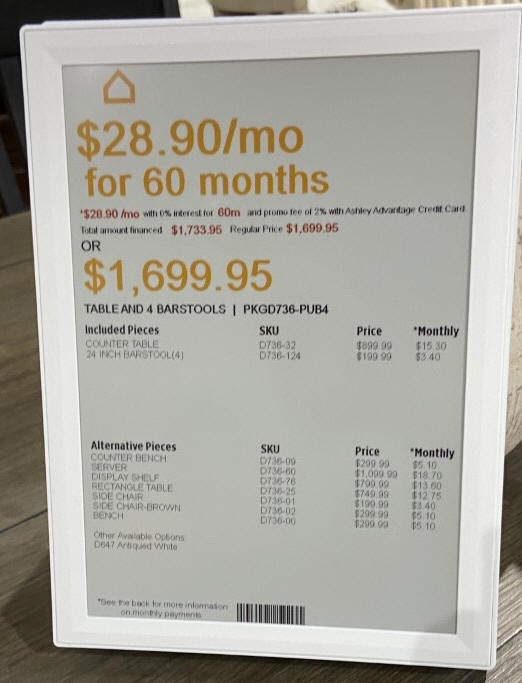 $28.90/mo
for 60 months
*$28.90 /mo with 0% interest for 60m and promo fee of 2% with Ashley Advantage Credit Card.
Total amount financed $1,733.95 Regular Price $1,699.95
OR
$1,699.95
TABLE AND 4 BARSTOOLS | PKGD736-PUB4
Included Pieces SKU Price *Monthly
COUNTER TABLE D736-32 $899.99 $15.30
24 INCH BARSTOOL(4) D736-124 $199.99 $3.40
Alternative Pieces SKU Price *Monthly
COUNTER BENCH D736-09 $299.99 $5.10
SERVER D736-60 $1,099.99 $18.70
DISPLAY SHELF D736-76 $799.99 $13.60
RECTANGLE TABLE D736-25 $749.99 $12.75
SIDE CHAIR D736-01 $199.99 $3.40
SIDE CHAIR-BROWN D736-02 $299.99 $5.10
BENCH D736-00 $299.99 $5.10
Other Available Options:
D647 Antiqued White
*See the back for more information
on monthly payments.